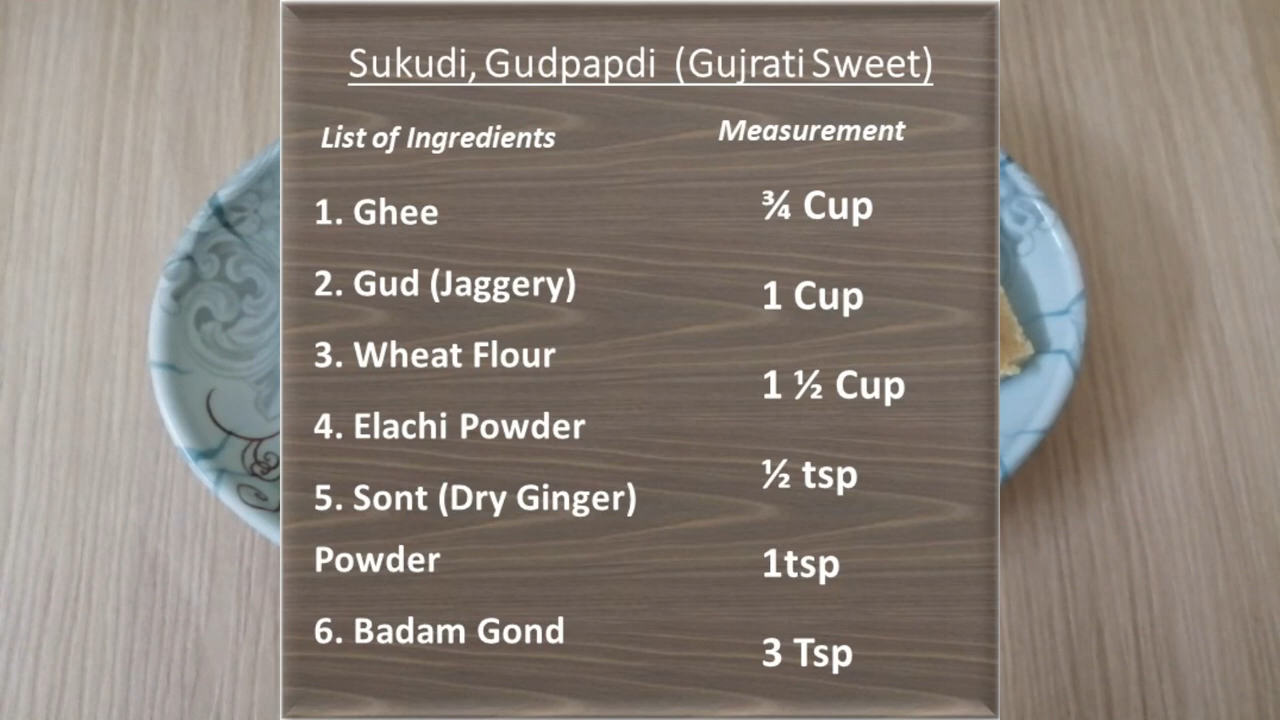 Sukudi, Gudpapdi (Gujrati Sweet)
List of Ingredients Measurement
1. Ghee ¾ Cup
2. Gud (Jaggery) 1 Cup
3. Wheat Flour 1 ½ Cup
4. Elachi Powder ½ tsp
5. Sont (Dry Ginger)
Powder 1tsp
6. Badam Gond 3 Tsp